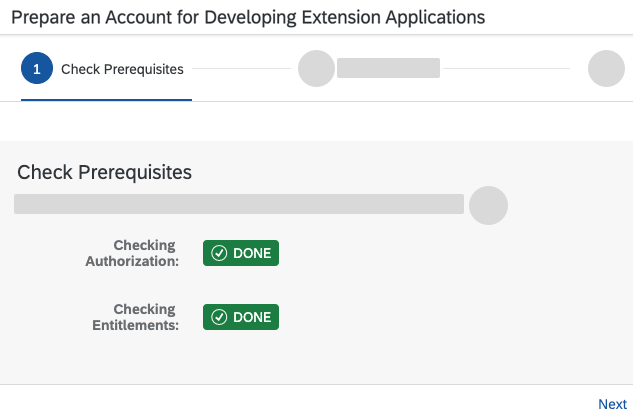 Prepare an Account for Developing Extension Applications
1 Check Prerequisites
Check Prerequisites
Checking
Authorization:
DONE
Checking
Entitlements:
DONE
Next